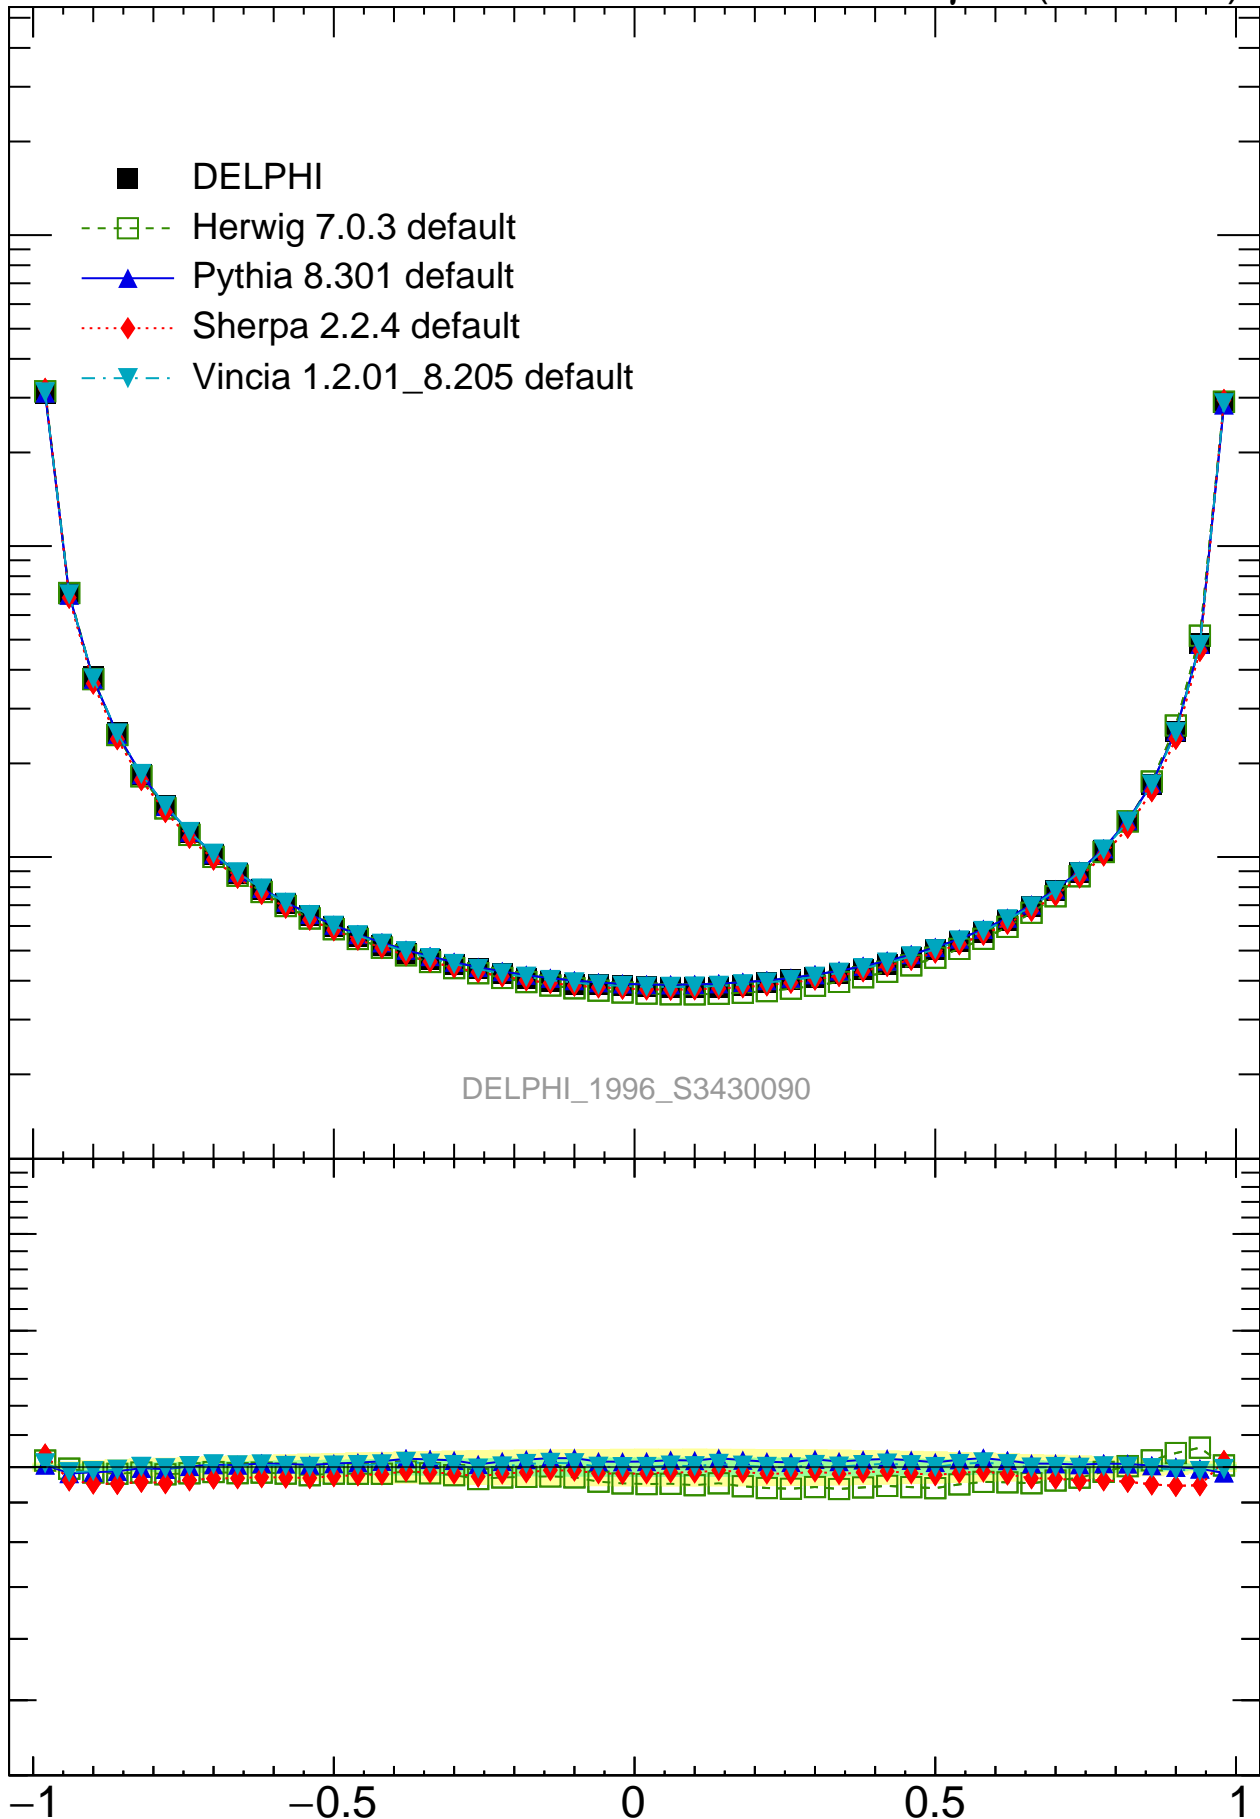 DELPHI
Herwig 7.0.3 default
Pythia 8.301 default
Sherpa 2.2.4 default
Vincia 1.2.01_8.205 default
DELPHI_1996_S3430090
−1 −0.5 0 0.5 1